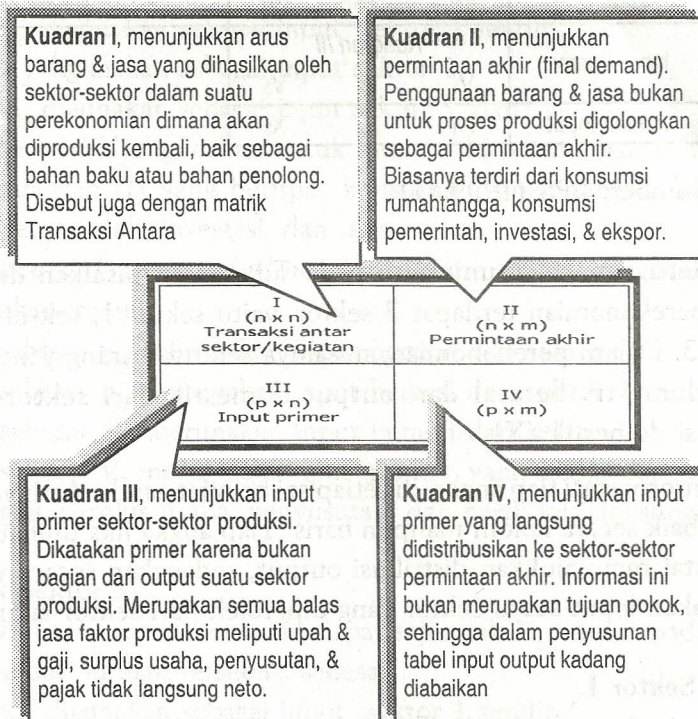 Kuadran I, menunjukkan arus
barang & jasa yang dihasilkan oleh
sektor-sektor dalam suatu
perekonomian dimana akan
diproduksi kembali, baik sebagai
bahan baku atau bahan penolong.
Disebut juga dengan matrik
Transaksi Antara
Kuadran II, menunjukkan
permintaan akhir (final demand).
Penggunaan barang & jasa bukan
untuk proses produksi digolongkan
sebagai permintaan akhir.
Biasanya terdiri dari konsumsi
rumahtangga, konsumsi
pemerintah, investasi, & ekspor.
I
(n x n)
Transaksi antar
sektor/kegiatan
II
(n x m)
Permintaan akhir
III
(p x n)
Input primer
IV
(p x m)
Kuadran III, menunjukkan input
primer sektor-sektor produksi.
Dikatakan primer karena bukan
bagian dari output suatu sektor
produksi. Merupakan semua balas
jasa faktor produksi meliputi upah &
gaji, surplus usaha, penyusutan, &
pajak tidak langsung neto.
Kuadran IV, menunjukkan input
primer yang langsung
didistribusikan ke sektor-sektor
permintaan akhir. Informasi ini
bukan merupakan tujuan pokok,
sehingga dalam penyusunan
tabel input output kadang
diabaikan